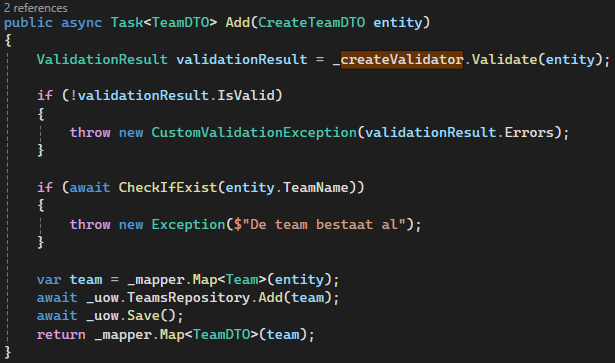 2 references
public async Task<TeamDTO> Add(CreateTeamDTO entity)
{
    ValidationResult validationResult = _createValidator.Validate(entity);

    if (!validationResult.IsValid)
    {
        throw new CustomValidationException(validationResult.Errors);
    }

    if (await CheckIfExist(entity.TeamName))
    {
        throw new Exception($"De team bestaat al");
    }

    var team = _mapper.Map<Team>(entity);
    await _uow.TeamsRepository.Add(team);
    await _uow.Save();
    return _mapper.Map<TeamDTO>(team);
}